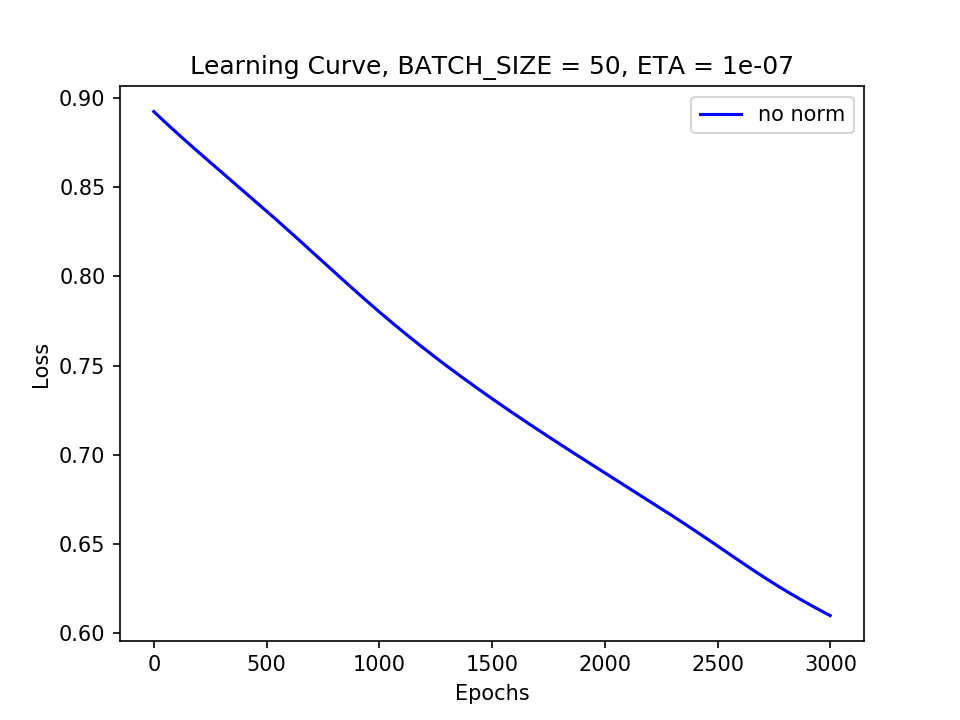 Learning Curve, BATCH_SIZE = 50, ETA = 1e-07
no norm
0.90
0.85
0.80
0.75
0.70
0.65
0.60
Loss
0 500 1000 1500 2000 2500 3000
Epochs